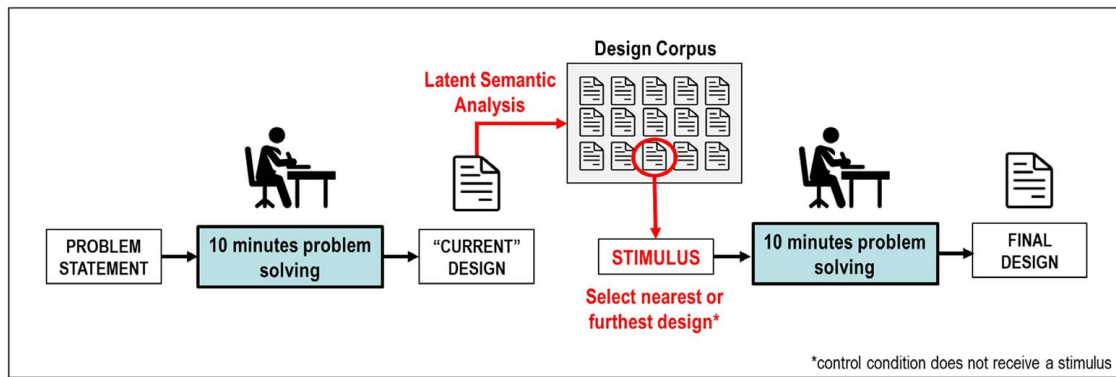 Design Corpus
Latent Semantic
Analysis
PROBLEM
STATEMENT
10 minutes problem
solving
“CURRENT”
DESIGN
STIMULUS
Select nearest or
furthest design*
10 minutes problem
solving
FINAL
DESIGN
*control condition does not receive a stimulus